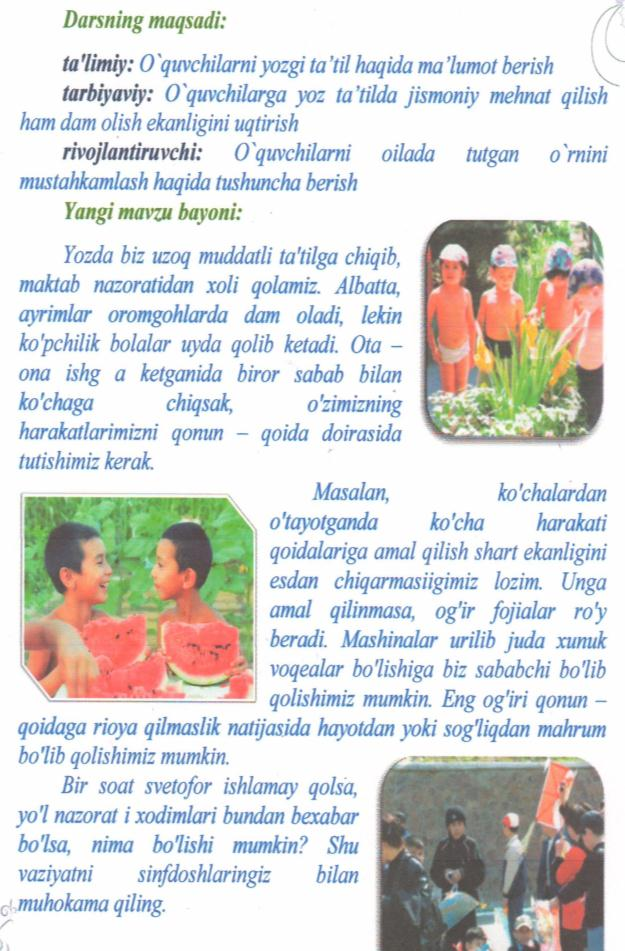 Darsning maqsadi:
ta'limiy: O`quvchilarni yozgi ta’til haqida ma’lumot berish
tarbiyaviy: O`quvchilarga yoz ta’tilda jismoniy mehnat qilish
ham dam olish ekanligini uqtirish
rivojlantiruvchi: O`quvchilarni oilada tutgan o`rnini
mustahkamlash haqida tushuncha berish
Yangi mavzu bayoni:
Yozda biz uzoq muddatli ta'tilga chiqib,
maktab nazoratidan xoli qolamiz. Albatta,
ayrimlar oromgohlarda dam oladi, lekin
ko'pchilik bolalar uyda qolib ketadi. Ota –
ona ishg a ketganida biror sabab bilan
ko'chaga chiqsak, o'zimizning
harakatlarimizni qonun – qoida doirasida
tutishimiz kerak.
Masalan, ko'chalardan
o'tayotganda ko'cha harakati
qoidalariga amal qilish shart ekanligini
esdan chiqarmasiigimiz lozim. Unga
amal qilinmasa, og'ir fojialar ro'y
beradi. Mashinalar urilib juda xunuk
voqealar bo'lishiga biz sababchi bo'lib
qolishimiz mumkin. Eng og'iri qonun –
qoidaga rioya qilmaslik natijasida hayotdan yoki sog'liqdan mahrum
bo'lib qolishimiz mumkin.
Bir soat svetofor ishlamay qolsa,
yo'l nazorat i xodimlari bundan bexabar
bo'lsa, nima bo'lishi mumkin? Shu
vaziyatni sinfdoshlaringiz bilan
muhokama qiling.